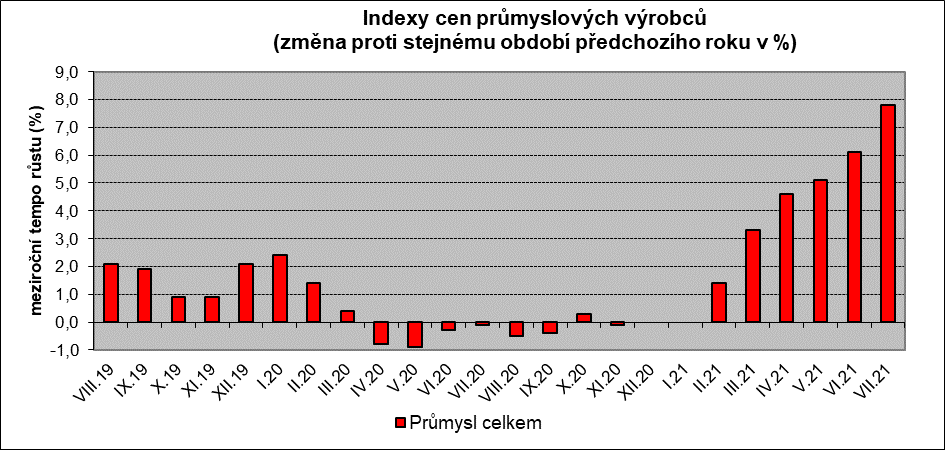 Indexy cen průmyslových výrobců
(změna proti stejnému období předchozího roku v %)
meziroční tempo růstu (%)
9,0
8,0
7,0
6,0
5,0
4,0
3,0
2,0
1,0
0,0
-1,0
VIII.19
IX.19
X.19
XI.19
XII.19
I.20
II.20
III.20
IV.20
V.20
VI.20
VII.20
VIII.20
IX.20
X.20
XI.20
XII.20
I.21
II.21
III.21
IV.21
V.21
VI.21
VII.21
Průmysl celkem